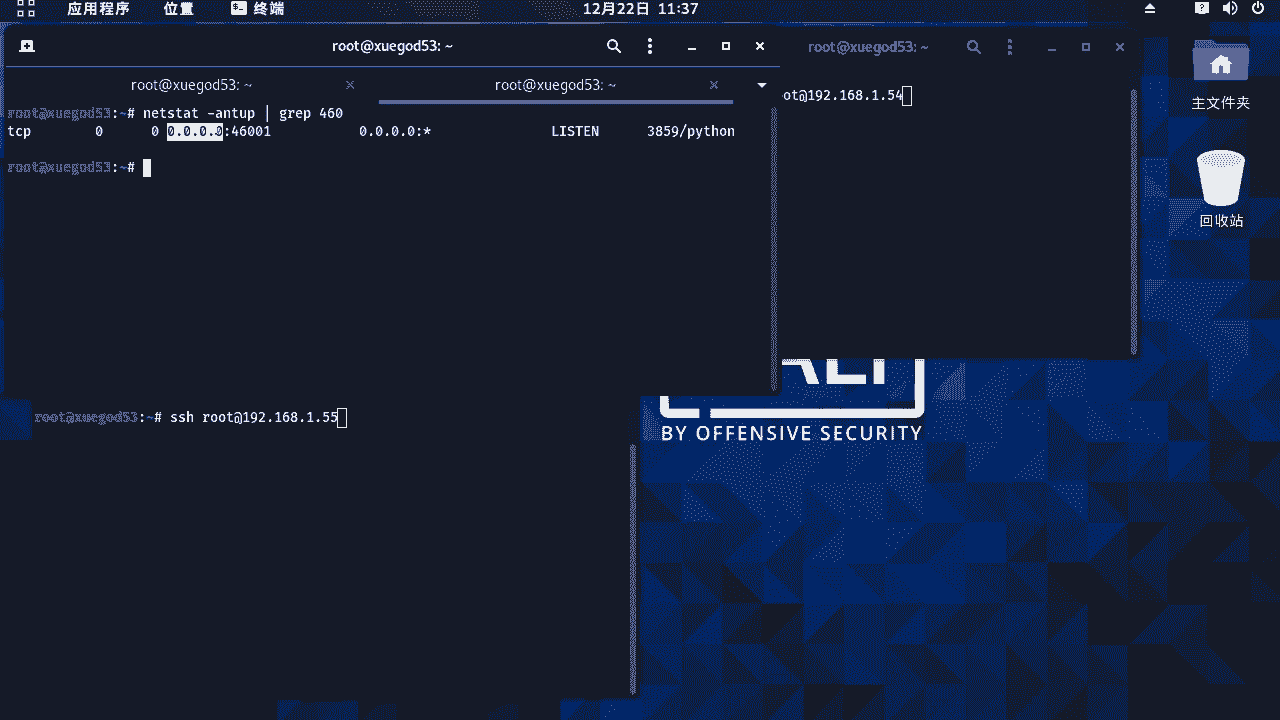 应用程序 位置 终端 12月22日 11:37
root@xuegod53: ~
root@xuegod53: ~ root@xuegod53: ~
root@xuegod53:~# netstat -antup | grep 460
tcp 0 0 0.0.0.0:46001 0.0.0.0:* LISTEN 3859/python
root@xuegod53:~#
root@xuegod53: ~
ot@192.168.1.54
主文件夹
回收站
BY OFFENSIVE SECURITY
root@xuegod53:~# ssh root@192.168.1.55